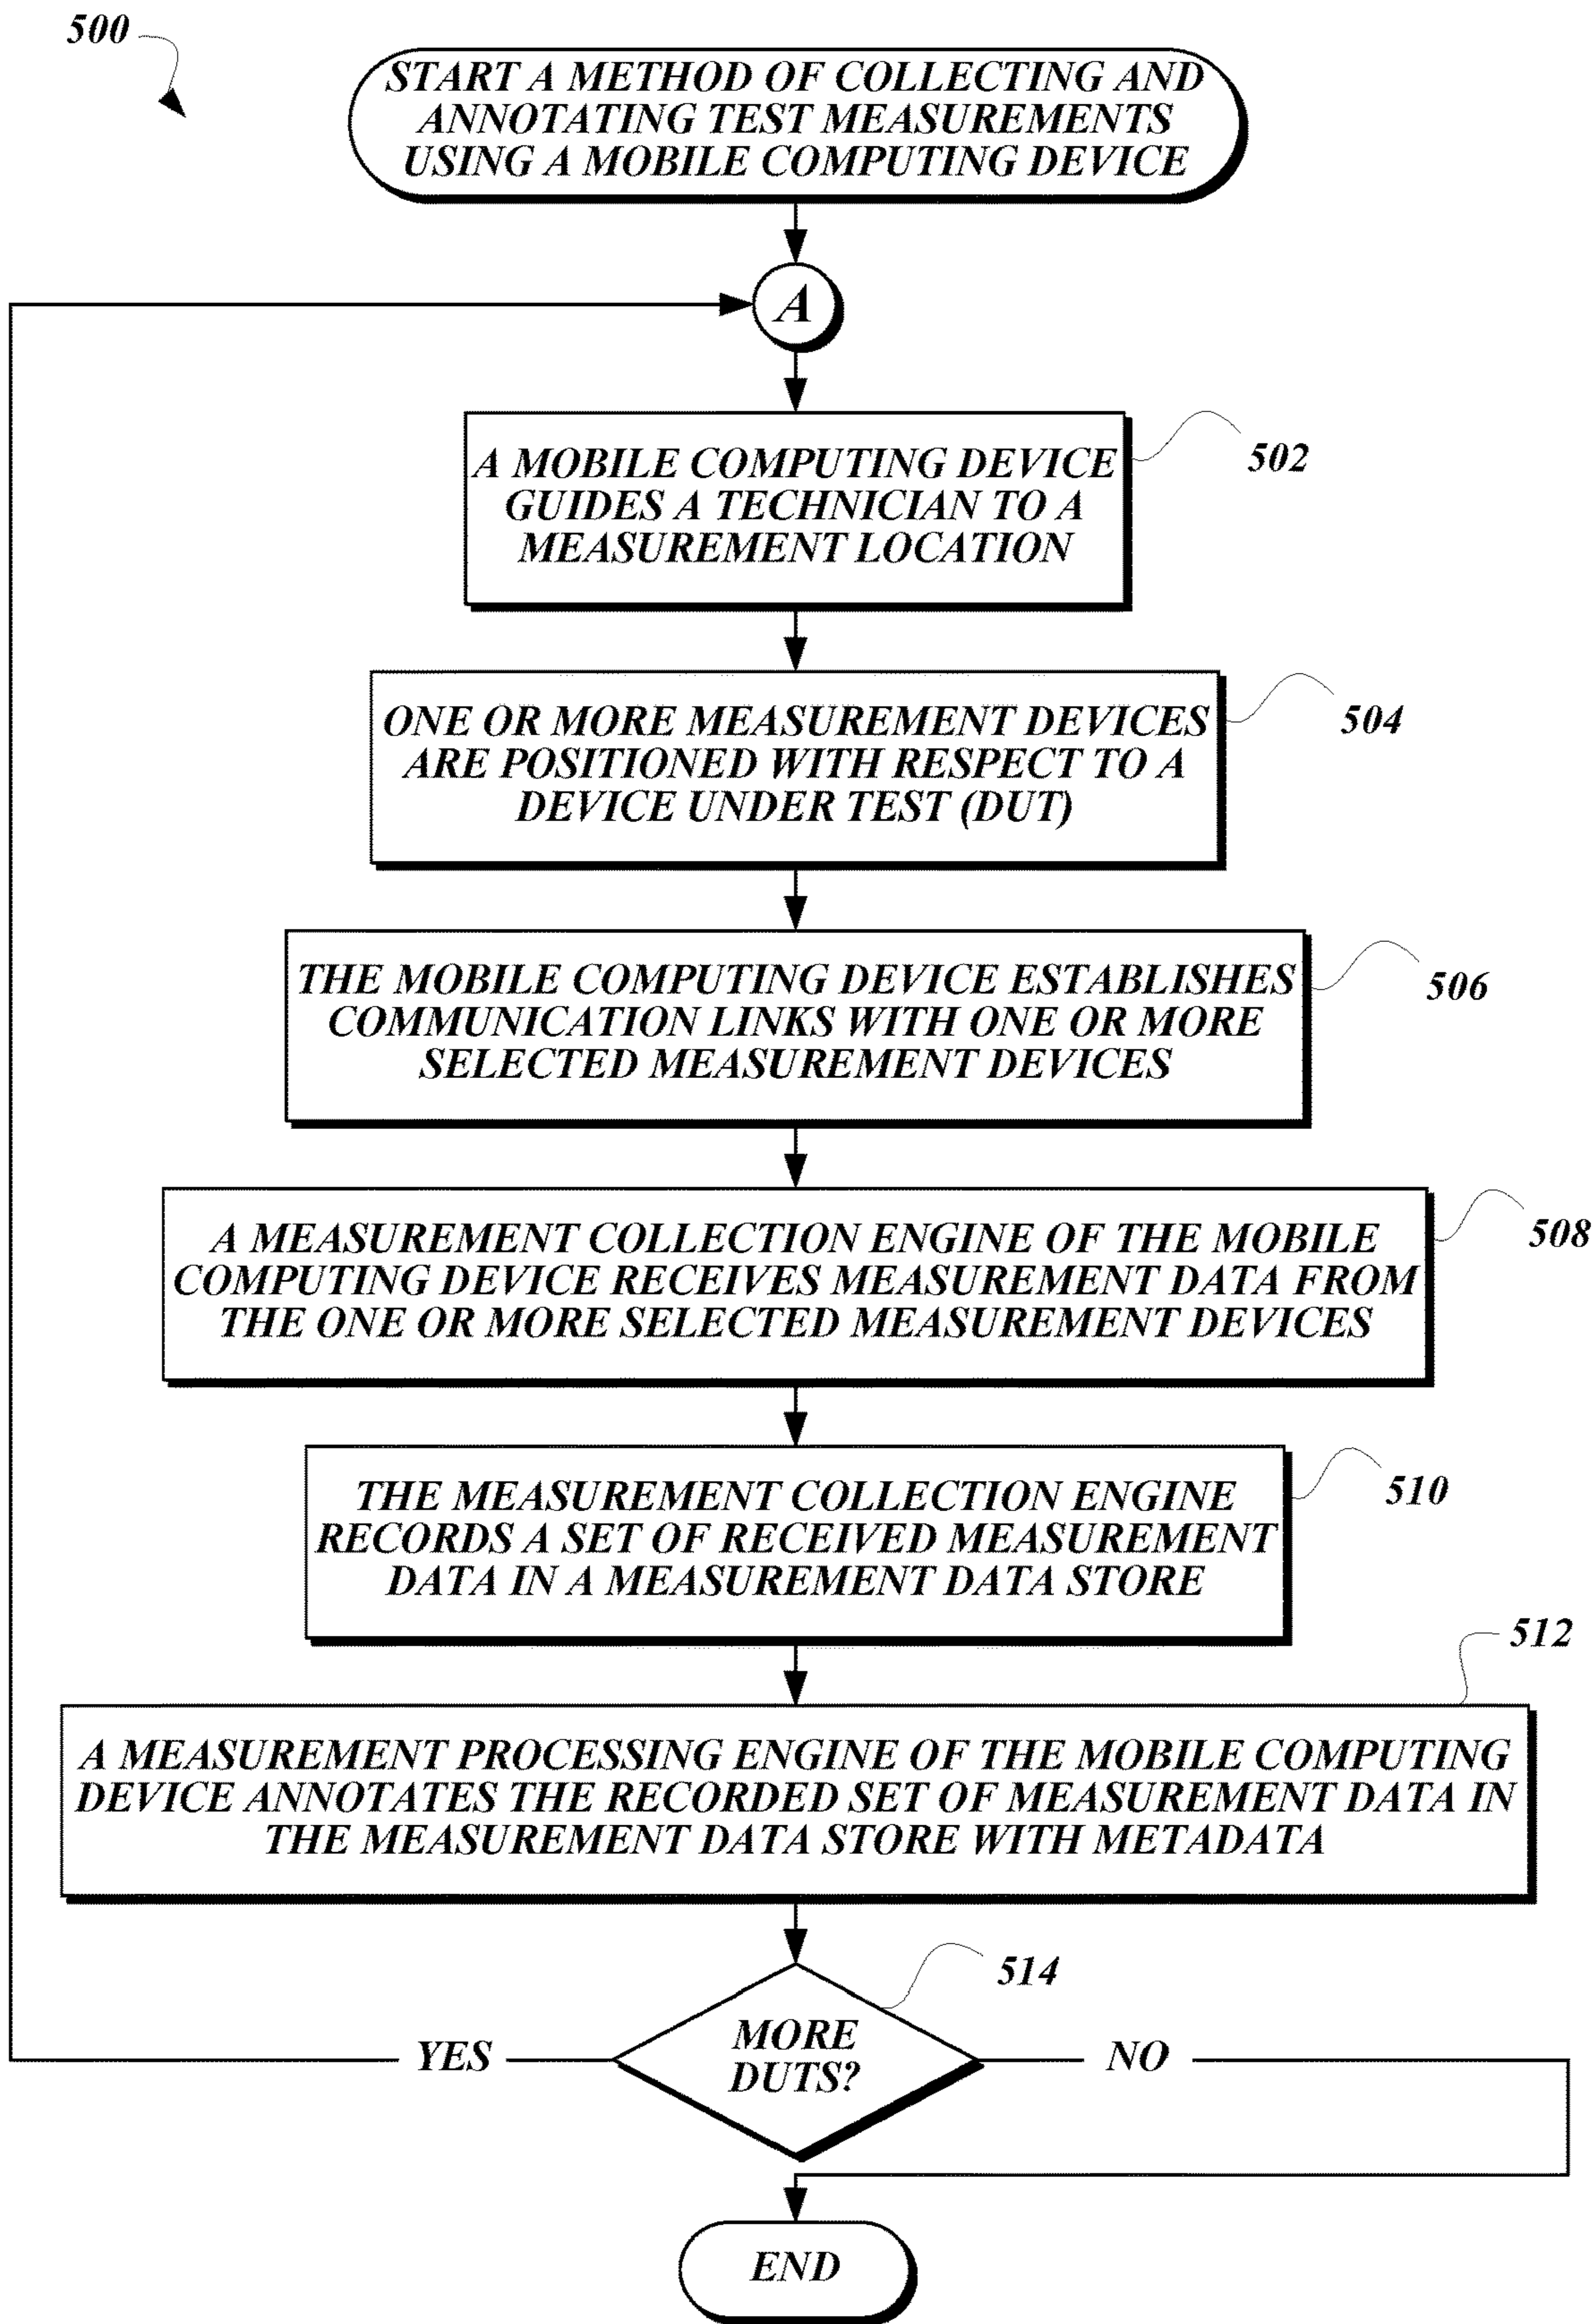 500
START A METHOD OF COLLECTING AND
ANNOTATING TEST MEASUREMENTS
USING A MOBILE COMPUTING DEVICE
A
A MOBILE COMPUTING DEVICE
GUIDES A TECHNICIAN TO A
MEASUREMENT LOCATION
502
ONE OR MORE MEASUREMENT DEVICES
ARE POSITIONED WITH RESPECT TO A
DEVICE UNDER TEST (DUT)
504
THE MOBILE COMPUTING DEVICE ESTABLISHES
COMMUNICATION LINKS WITH ONE OR MORE
SELECTED MEASUREMENT DEVICES
506
A MEASUREMENT COLLECTION ENGINE OF THE MOBILE
COMPUTING DEVICE RECEIVES MEASUREMENT DATA FROM
THE ONE OR MORE SELECTED MEASUREMENT DEVICES
508
THE MEASUREMENT COLLECTION ENGINE
RECORDS A SET OF RECEIVED MEASUREMENT
DATA IN A MEASUREMENT DATA STORE
510
512
A MEASUREMENT PROCESSING ENGINE OF THE MOBILE COMPUTING
DEVICE ANNOTATES THE RECORDED SET OF MEASUREMENT DATA IN
THE MEASUREMENT DATA STORE WITH METADATA
514
MORE
DUTS?
YES
NO
END